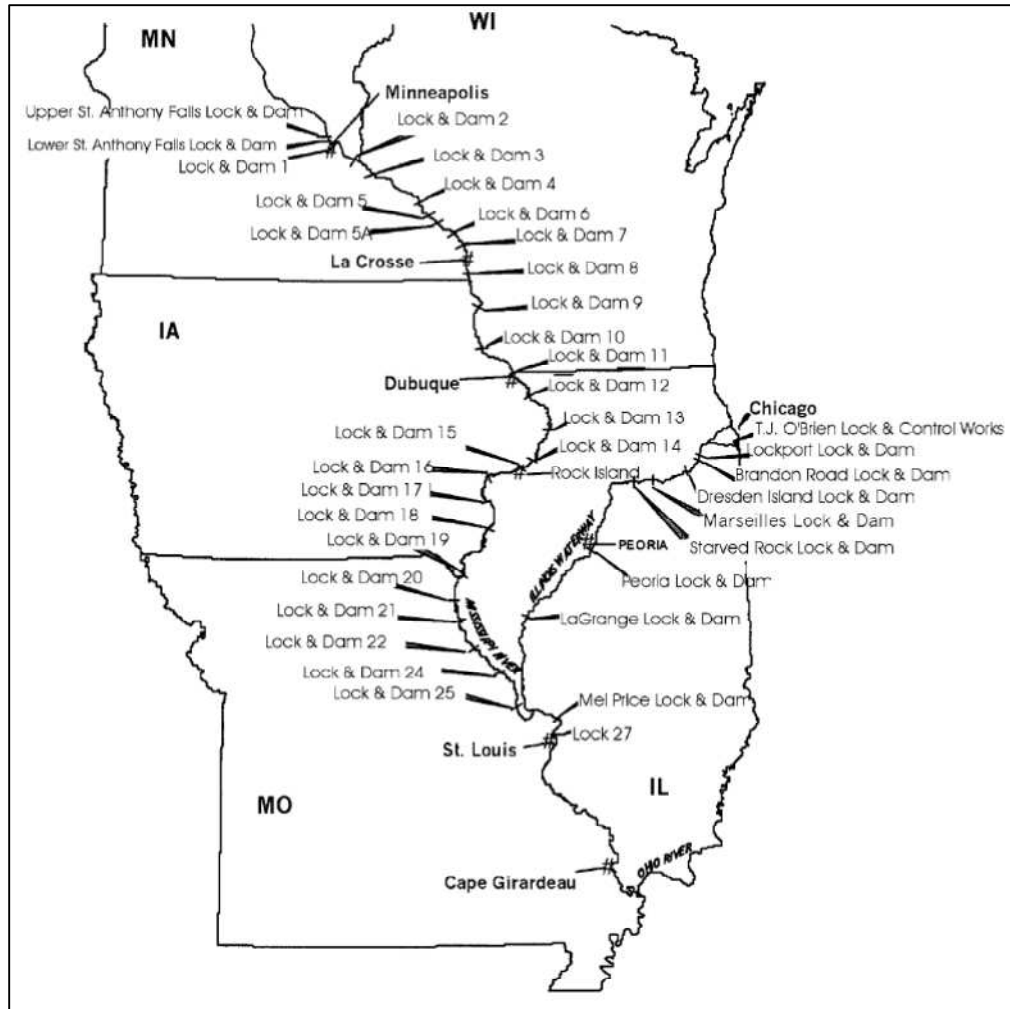 MN
WI
Minneapolis
Upper St. Anthony Falls Lock & Dam
Lock & Dam 2
Lower St. Anthony Falls Lock & Dam
Lock & Dam 3
Lock & Dam 1
Lock & Dam 4
Lock & Dam 5
Lock & Dam 6
Lock & Dam 5A
Lock & Dam 7
La Crosse
Lock & Dam 8
Lock & Dam 9
IA
Lock & Dam 10
Lock & Dam 11
Dubuque
Lock & Dam 12
Chicago
Lock & Dam 13
T.J. O'Brien Lock & Control Works
Lock & Dam 15
Lock & Dam 14
Lockport Lock & Dam
Lock & Dam 16
Rock Island
Brandon Road Lock & Dam
Lock & Dam 17
Dresden Island Lock & Dam
Lock & Dam 18
Marseilles Lock & Dam
Lock & Dam 19
PEORIA
Starved Rock Lock & Dam
ILLINOIS WATERWAY
Lock & Dam 20
Peoria Lock & Dam
Lock & Dam 21
MISSISSIPPI RIVER
LaGrange Lock & Dam
Lock & Dam 22
Lock & Dam 24
Lock & Dam 25
Mel Price Lock & Dam
Lock 27
St. Louis
IL
MO
OHIO RIVER
Cape Girardeau